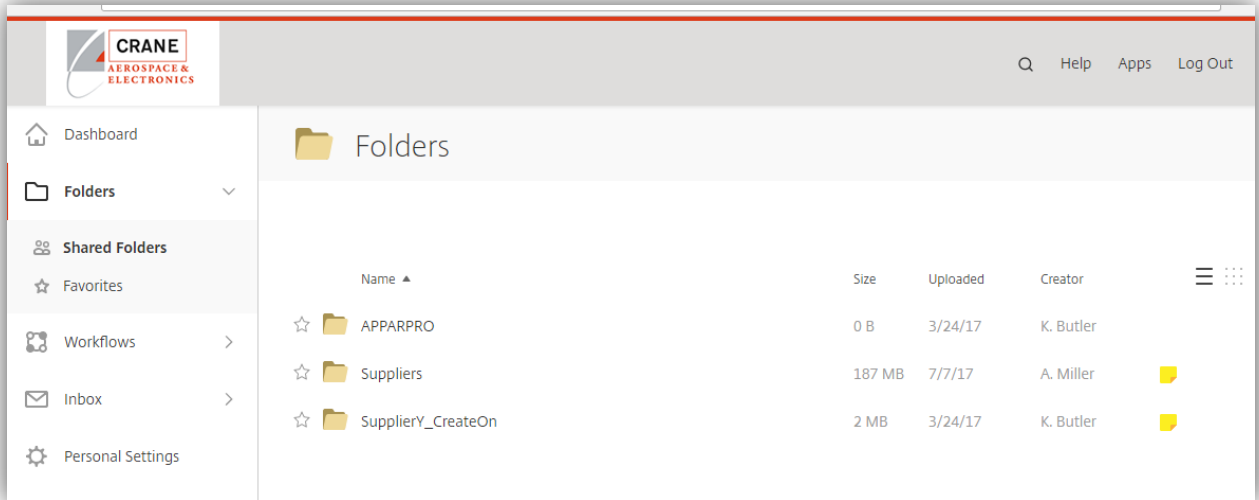 CRANE
AEROSPACE &
ELECTRONICS
Help Apps Log Out
Dashboard
Folders
Shared Folders
Favorites
Workflows
Inbox
Personal Settings
Folders
Name Size Uploaded Creator
APPARPRO 0 B 3/24/17 K. Butler
Suppliers 187 MB 7/7/17 A. Miller
SupplierY_CreateOn 2 MB 3/24/17 K. Butler